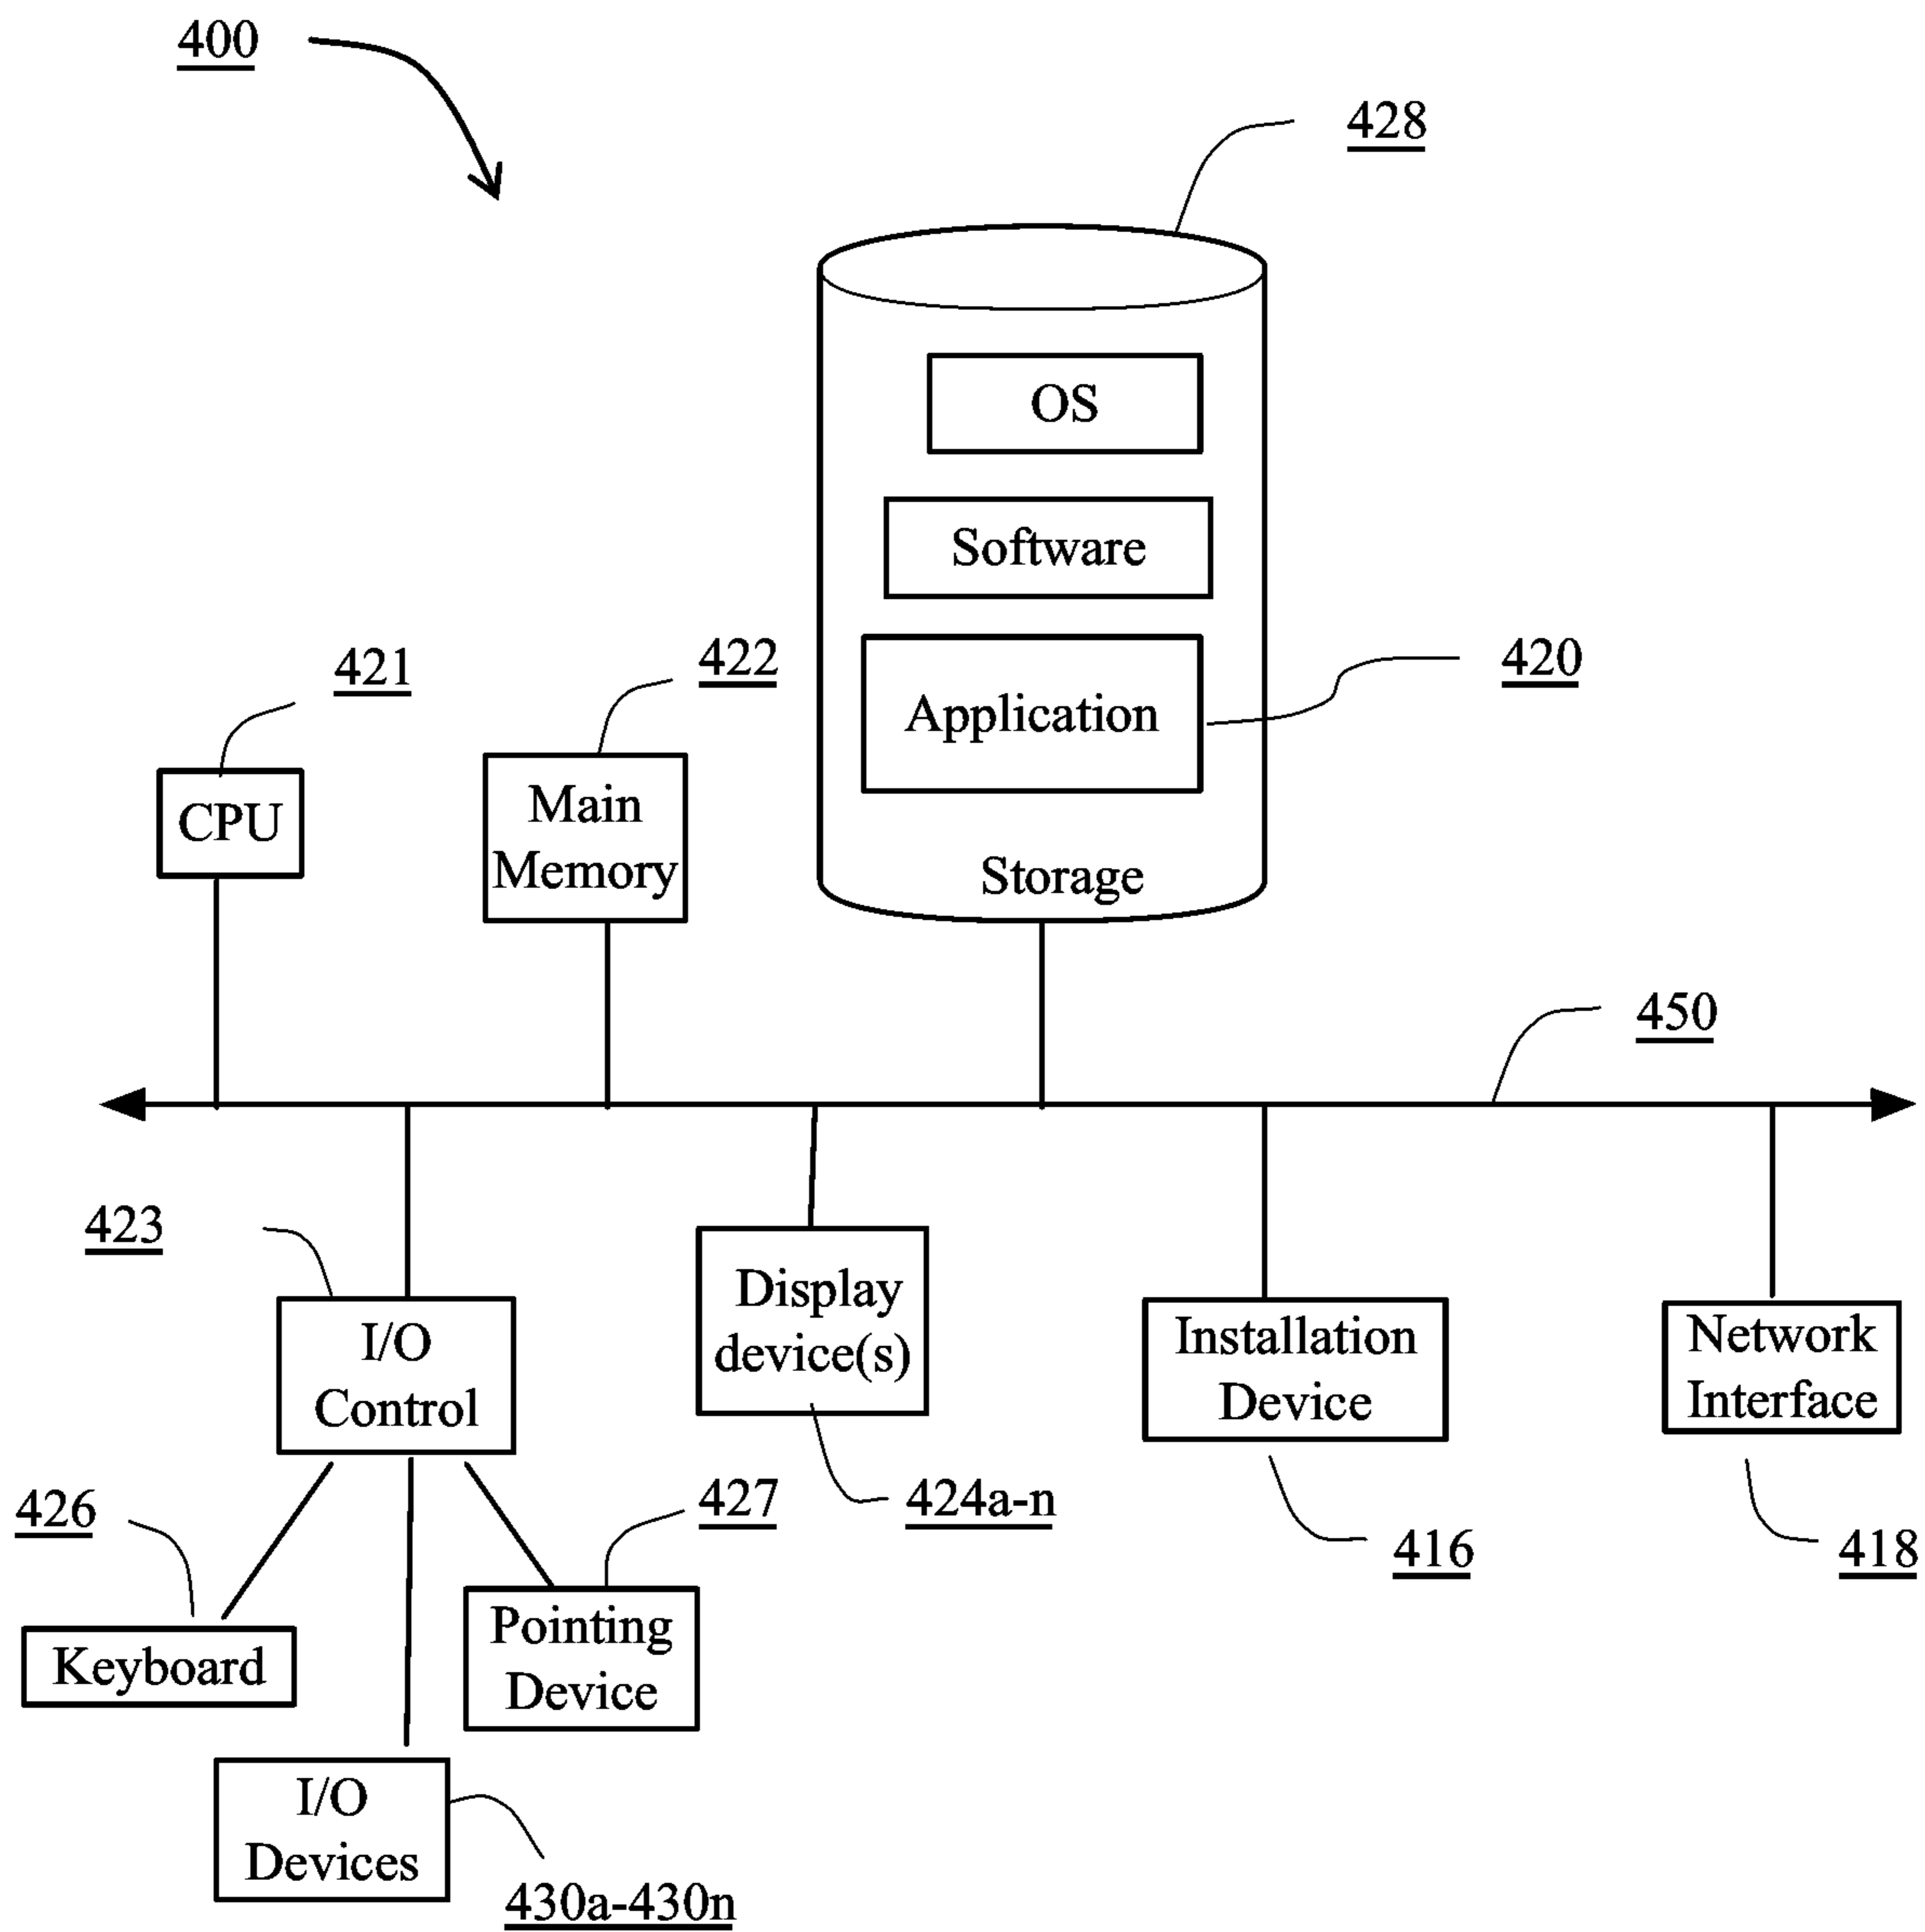 400
428
OS
Software
422
420
421
Application
Main
CPU
Memory
Storage
450
423
Display
I/O
Installation
Network
device(s)
Control
Device
Interface
427
424a-n
426
416
418
Pointing
Keyboard
Device
I/O
Devices
430a-430n